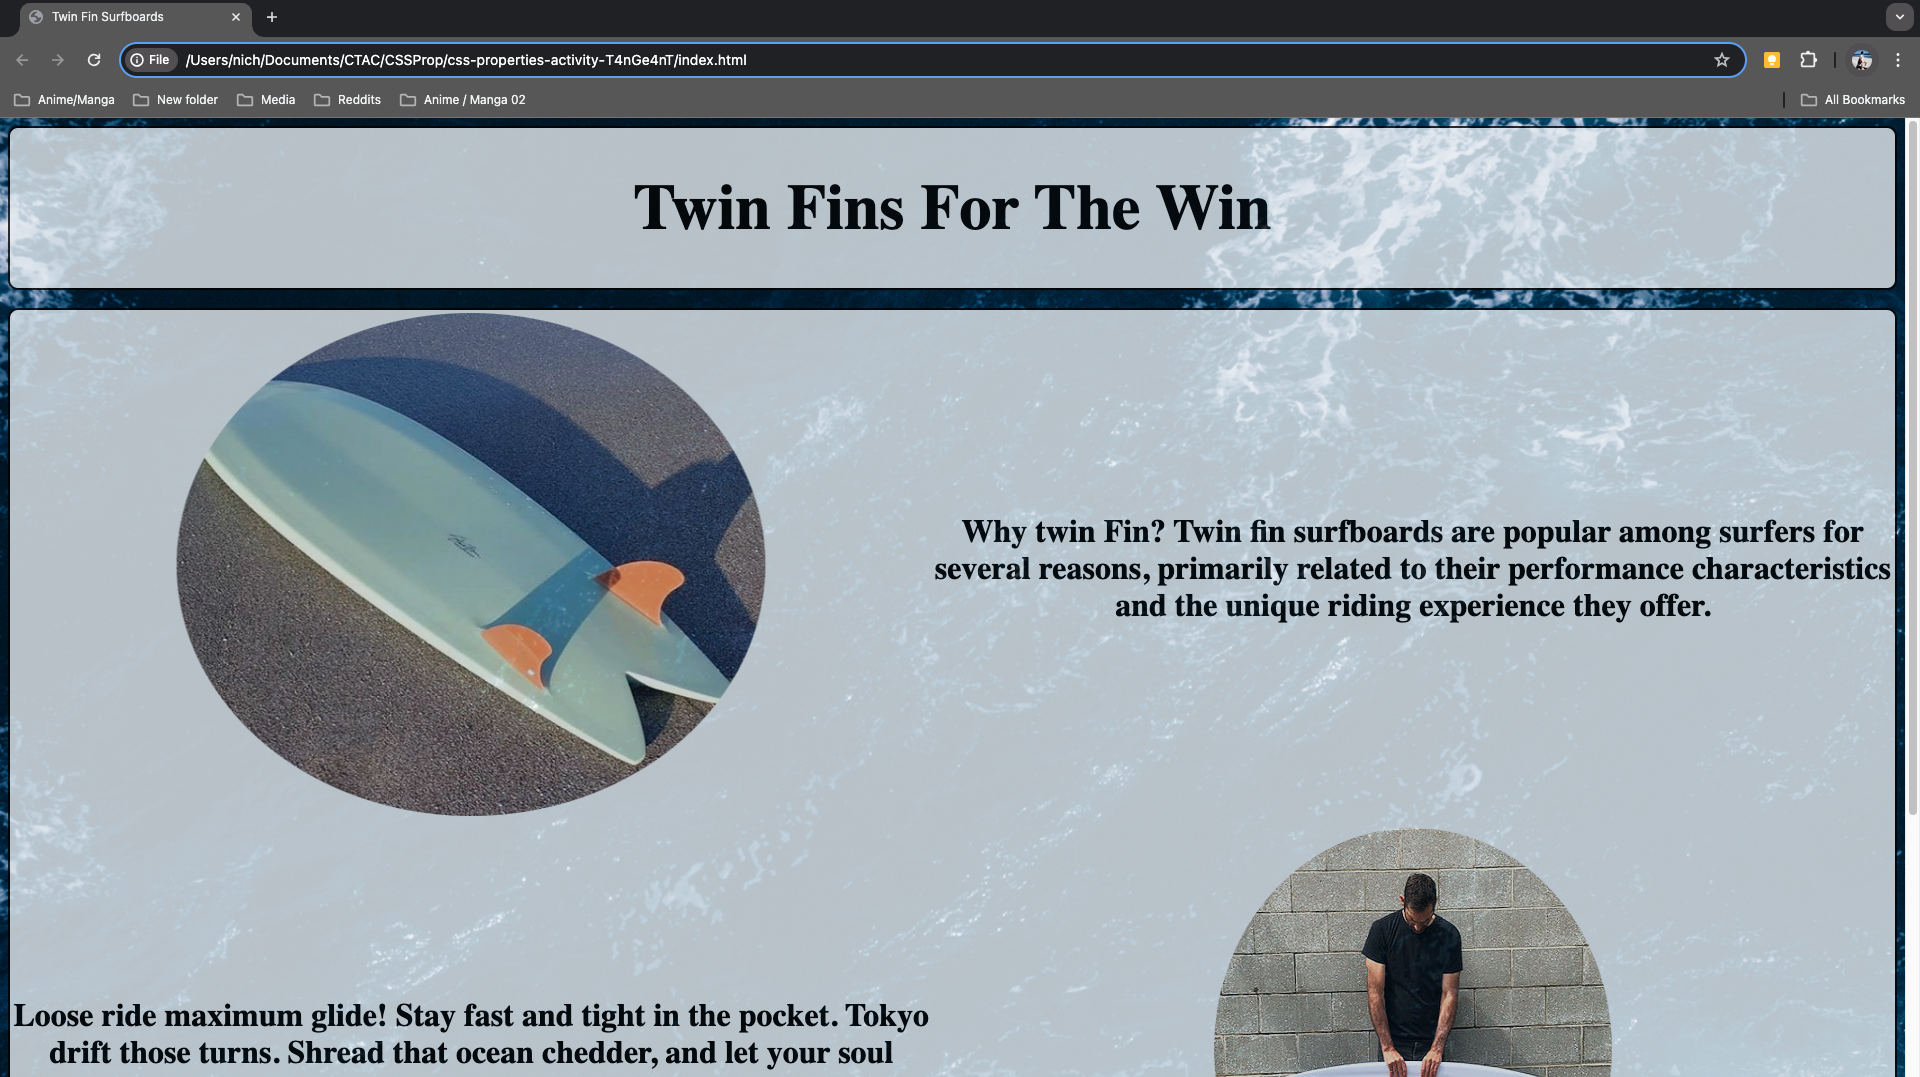 Twin Fin Surfboards
File
/Users/nich/Documents/CTAC/CSSProp/css-properties-activity-T4nGe4nT/index.html
Anime/Manga
New folder
Media
Reddits
Anime / Manga 02
All Bookmarks
Twin Fins For The Win
Why twin Fin? Twin fin surfboards are popular among surfers for
several reasons, primarily related to their performance characteristics
and the unique riding experience they offer.
Loose ride maximum glide! Stay fast and tight in the pocket. Tokyo
drift those turns. Shread that ocean chedder, and let your soul